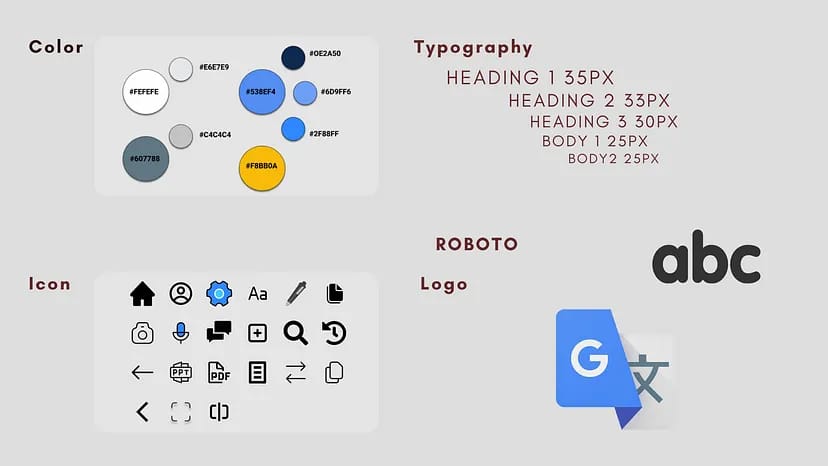 Color
#FEFEFE
#E6E7E9
#607788
#C4C4C4
#538EF4
#0E2A50
#6D9FF6
#2F88FF
#F8BB0A
Typography
HEADING 1 35PX
HEADING 2 33PX
HEADING 3 30PX
BODY 1 25PX
BODY2 25PX
ROBOTO
Icon
Aa
PPT
PDF
Logo
abc
G
文